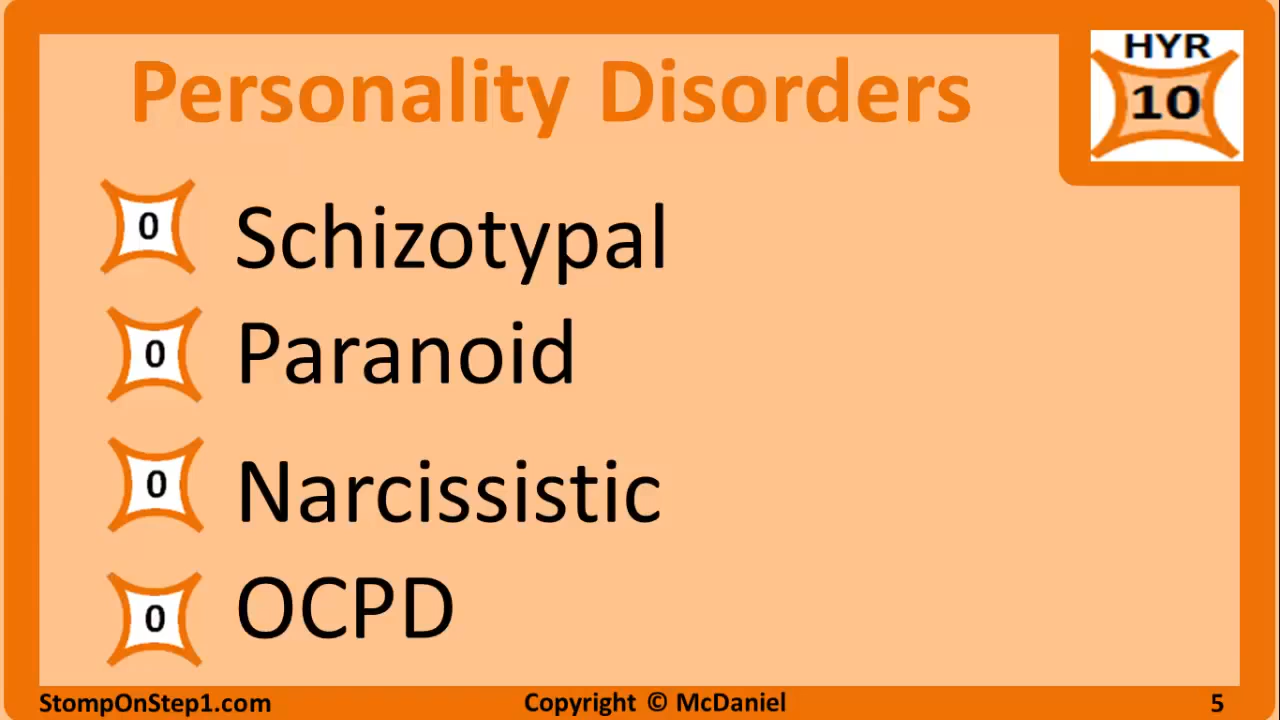 Personality Disorders
HYR
10
0 Schizotypal
0 Paranoid
0 Narcissistic
0 OCPD
StompOnStep1.com Copyright © McDaniel 5